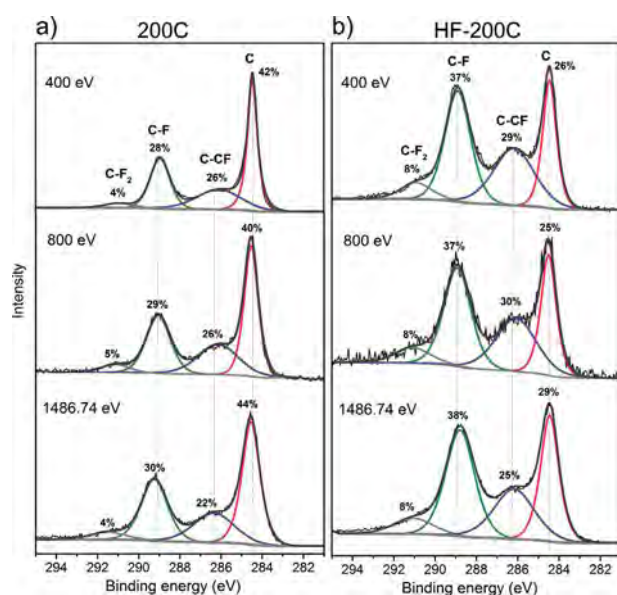 a) 200C
400 eV
C-F₂
4%
C-F
28%
C-CF
26%
C
42%
800 eV
5%
29%
26%
40%
1486.74 eV
4%
30%
22%
44%
294 292 290 288 286 284 282
Binding energy (eV)
Intensity
b) HF-200C
400 eV
C-F₂
8%
C-F
37%
C-CF
29%
C
26%
800 eV
8%
37%
30%
25%
1486.74 eV
8%
38%
25%
29%
294 292 290 288 286 284 282
Binding energy (eV)